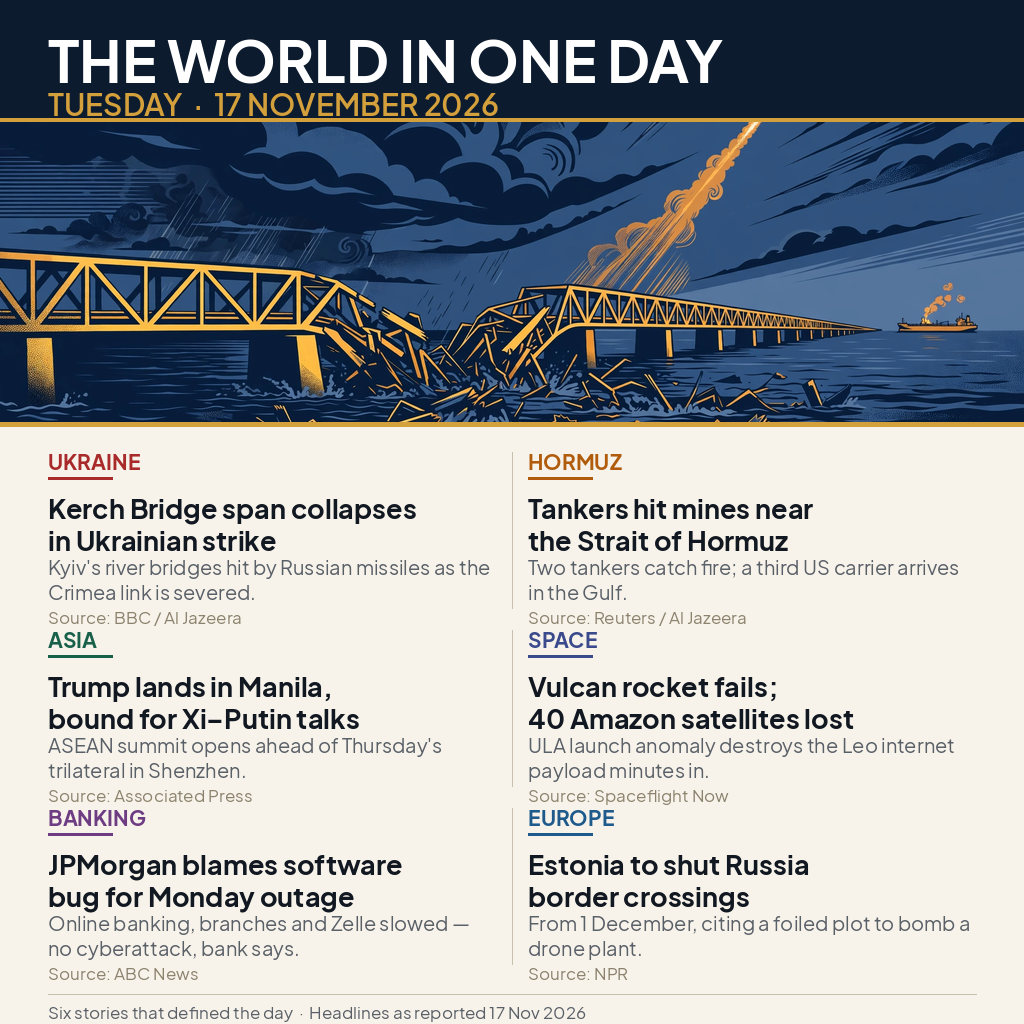 THE WORLD IN ONE DAY
TUESDAY · 17 NOVEMBER 2026
UKRAINE
Kerch Bridge span collapses
in Ukrainian strike
Kyiv's river bridges hit by Russian missiles as the
Crimea link is severed.
Source: BBC / Al Jazeera
HORMUZ
Tankers hit mines near
the Strait of Hormuz
Two tankers catch fire; a third US carrier arrives
in the Gulf.
Source: Reuters / Al Jazeera
ASIA
Trump lands in Manila,
bound for Xi–Putin talks
ASEAN summit opens ahead of Thursday's
trilateral in Shenzhen.
Source: Associated Press
SPACE
Vulcan rocket fails;
40 Amazon satellites lost
ULA launch anomaly destroys the Leo internet
payload minutes in.
Source: Spaceflight Now
BANKING
JPMorgan blames software
bug for Monday outage
Online banking, branches and Zelle slowed —
no cyberattack, bank says.
Source: ABC News
EUROPE
Estonia to shut Russia
border crossings
From 1 December, citing a foiled plot to bomb a
drone plant.
Source: NPR
Six stories that defined the day · Headlines as reported 17 Nov 2026